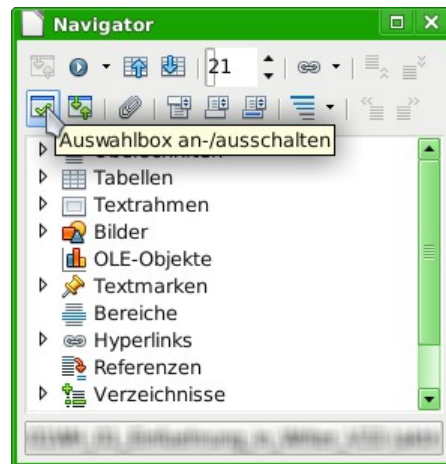 Navigator
21
Auswahlbox an-/ausschalten
Tabellen
Textrahmen
Bilder
OLE-Objekte
Textmarken
Bereiche
Hyperlinks
Referenzen
Verzeichnisse